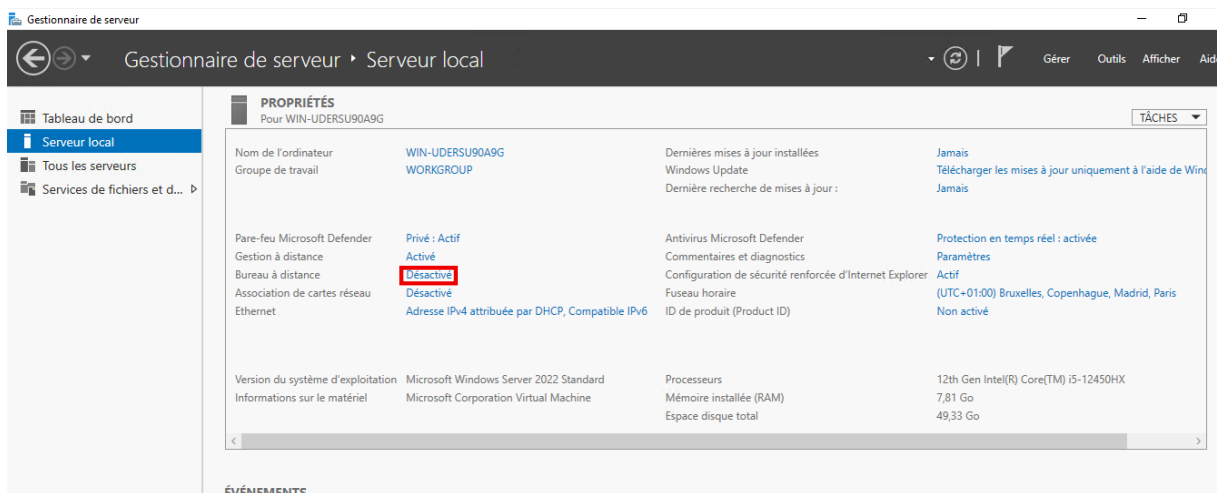 Gestionnaire de serveur
Gestionnaire de serveur • Serveur local
Gérer Outils Afficher Aide
Tableau de bord
Serveur local
Tous les serveurs
Services de fichiers et d...
PROPRIÉTÉS
Pour WIN-UDERSU90A9G
TÂCHES
Nom de l'ordinateur WIN-UDERSU90A9G Dernières mises à jour installées Jamais
Groupe de travail WORKGROUP Windows Update Télécharger les mises à jour uniquement à l'aide de Wind
Dernière recherche de mises à jour : Jamais
Pare-feu Microsoft Defender Privé : Actif Antivirus Microsoft Defender Protection en temps réel : activée
Gestion à distance Activé Commentaires et diagnostics Paramètres
Bureau à distance Désactivé Configuration de sécurité renforcée d'Internet Explorer Actif
Association de cartes réseau Désactivé Fuseau horaire (UTC+01:00) Bruxelles, Copenhague, Madrid, Paris
Ethernet Adresse IPv4 attribuée par DHCP, Compatible IPv6 ID de produit (Product ID) Non activé
Version du système d'exploitation Microsoft Windows Server 2022 Standard Processeurs 12th Gen Intel(R) Core(TM) i5-12450HX
Informations sur le matériel Microsoft Corporation Virtual Machine Mémoire installée (RAM) 7,81 Go
Espace disque total 49,33 Go
ÉVÉNEMENTS